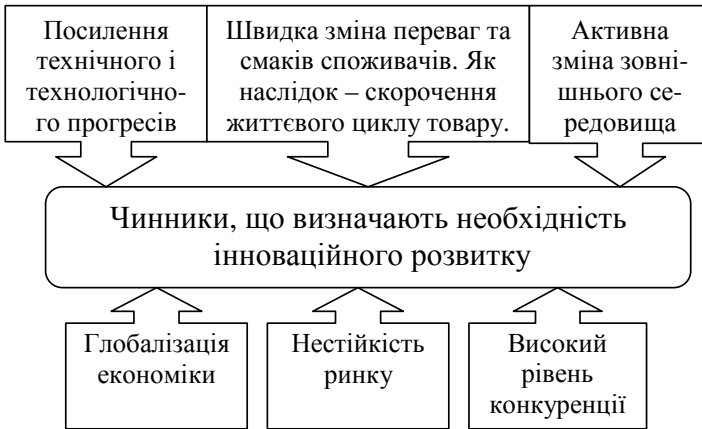 Посилення
технічного і
технологічно-
го прогресів
Швидка зміна переваг та
смаків споживачів. Як
наслідок – скорочення
життєвого циклу товару.
Активна
зміна зовні-
шнього се-
редовища
Чинники, що визначають необхідність
інноваційного розвитку
Глобалізація
економіки
Нестійкість
ринку
Високий
рівень
конкуренції